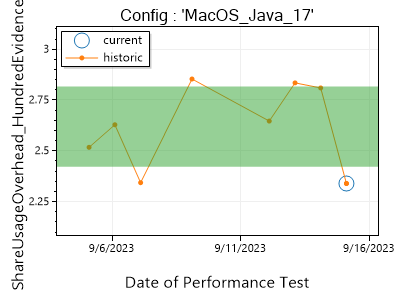 Config : 'MacOS_Java_17'
ShareUsageOverhead_HundredEvidence
current
historic
3
2.75
2.5
2.25
9/6/2023
9/11/2023
9/16/2023
Date of Performance Test